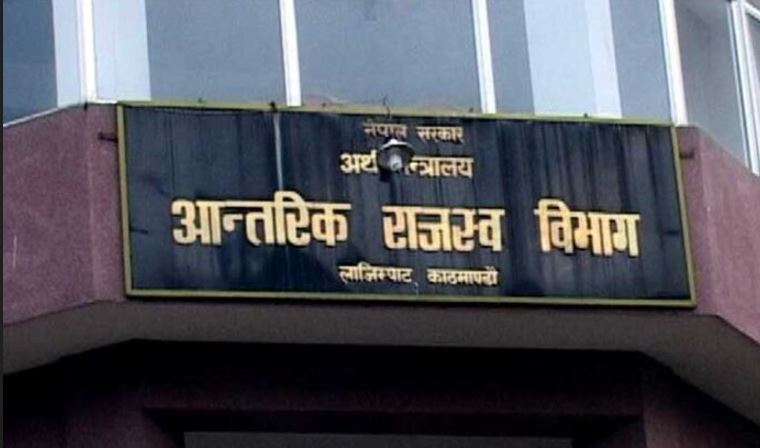 नेपाल सरकार
अर्थ मन्त्रालय
आन्तरिक राजस्व विभाग
लाजिम्पाट, काठमाण्डौ